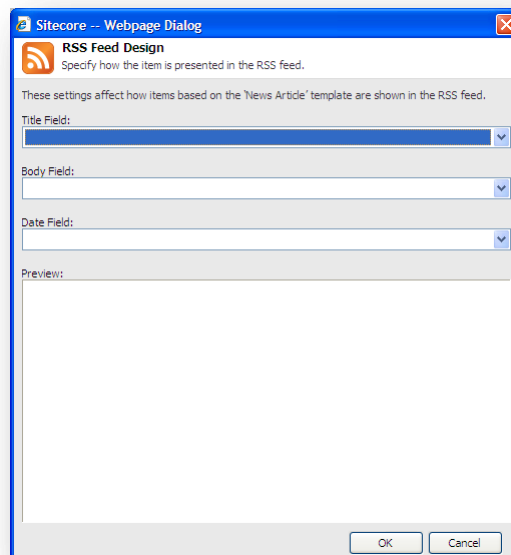 Sitecore -- Webpage Dialog
RSS Feed Design
Specify how the item is presented in the RSS feed.
These settings affect how items based on the 'News Article' template are shown in the RSS feed.
Title Field:
Body Field:
Date Field:
Preview:
OK Cancel